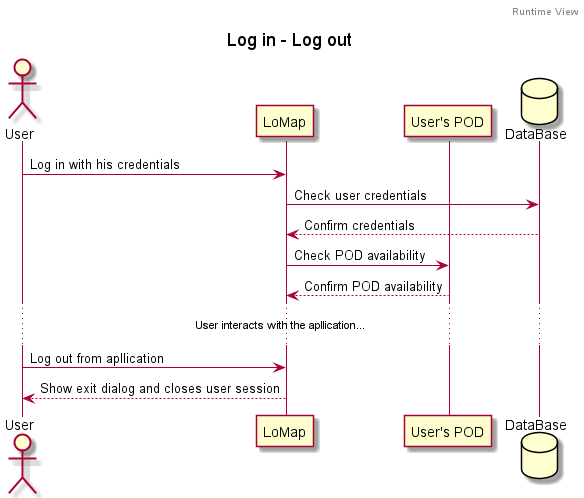 Runtime View
Log in - Log out
User
LoMap
User's POD
DataBase
Log in with his credentials
Check user credentials
Confirm credentials
Check POD availability
Confirm POD availability
User interacts with the apllication...
Log out from apllication
Show exit dialog and closes user session
User
LoMap
User's POD
DataBase